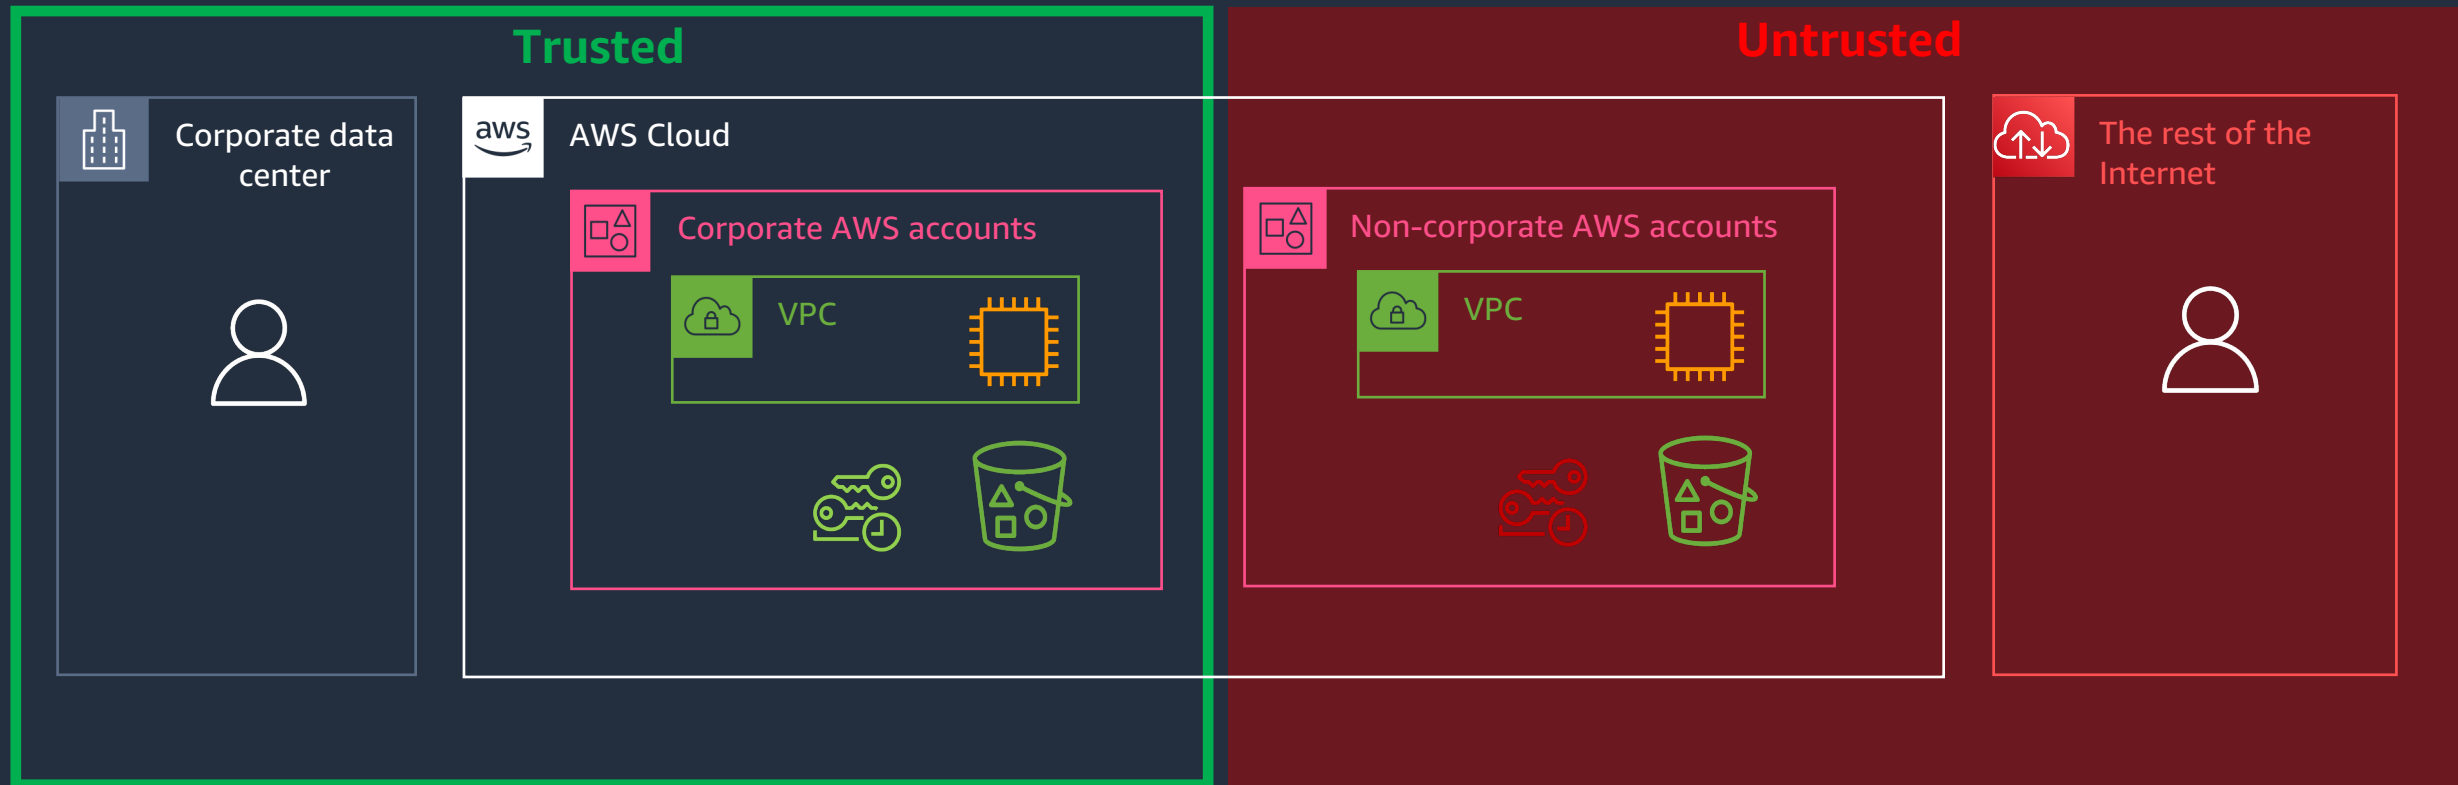 Trusted
Untrusted
Corporate data
center
aws
AWS Cloud
Corporate AWS accounts
VPC
Non-corporate AWS accounts
VPC
The rest of the
Internet